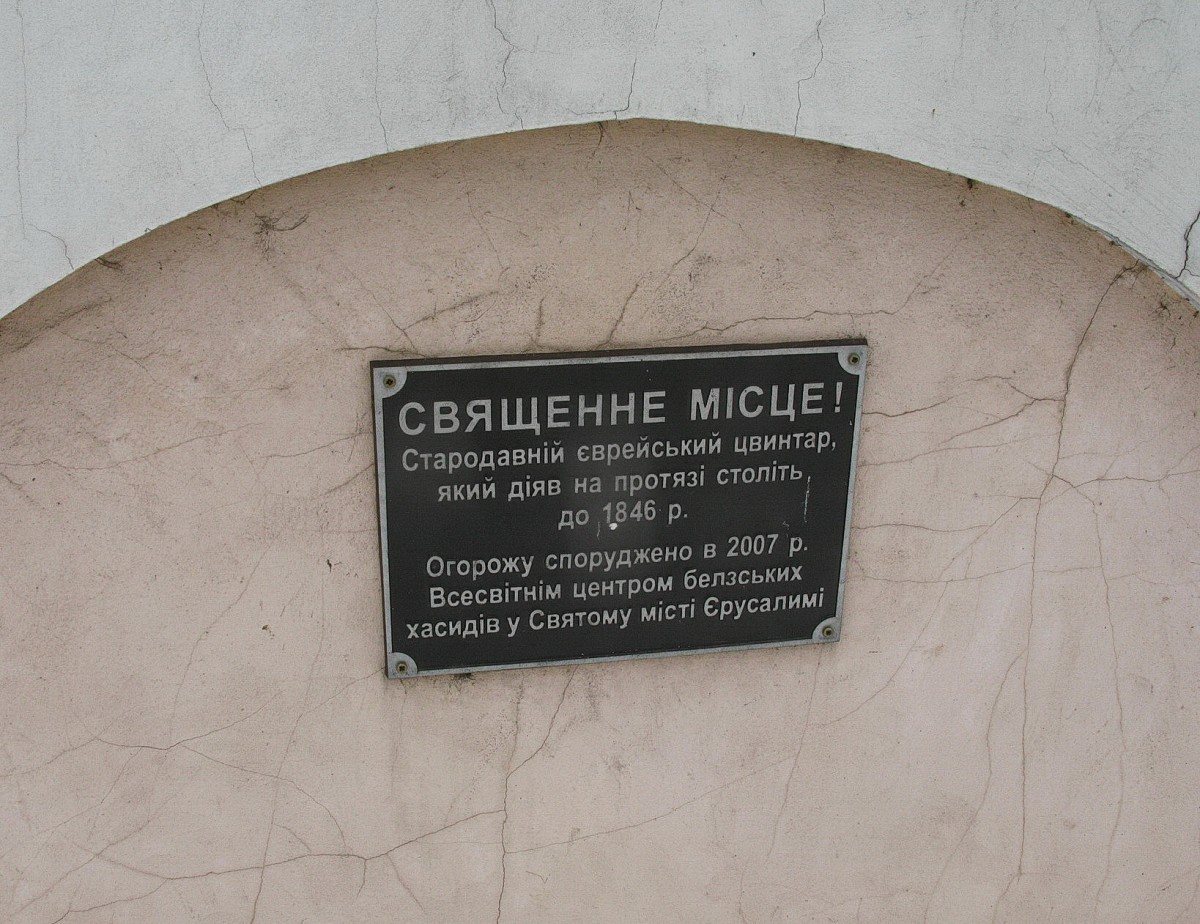 СВЯЩЕННЕ МІСЦЕ!
Стародавній єврейський цвинтар,
який діяв на протязі століть
до 1846 р.
Огорожу споруджено в 2007 р.
Всесвітнім центром белзських
хасидів у Святому місті Єрусалимі